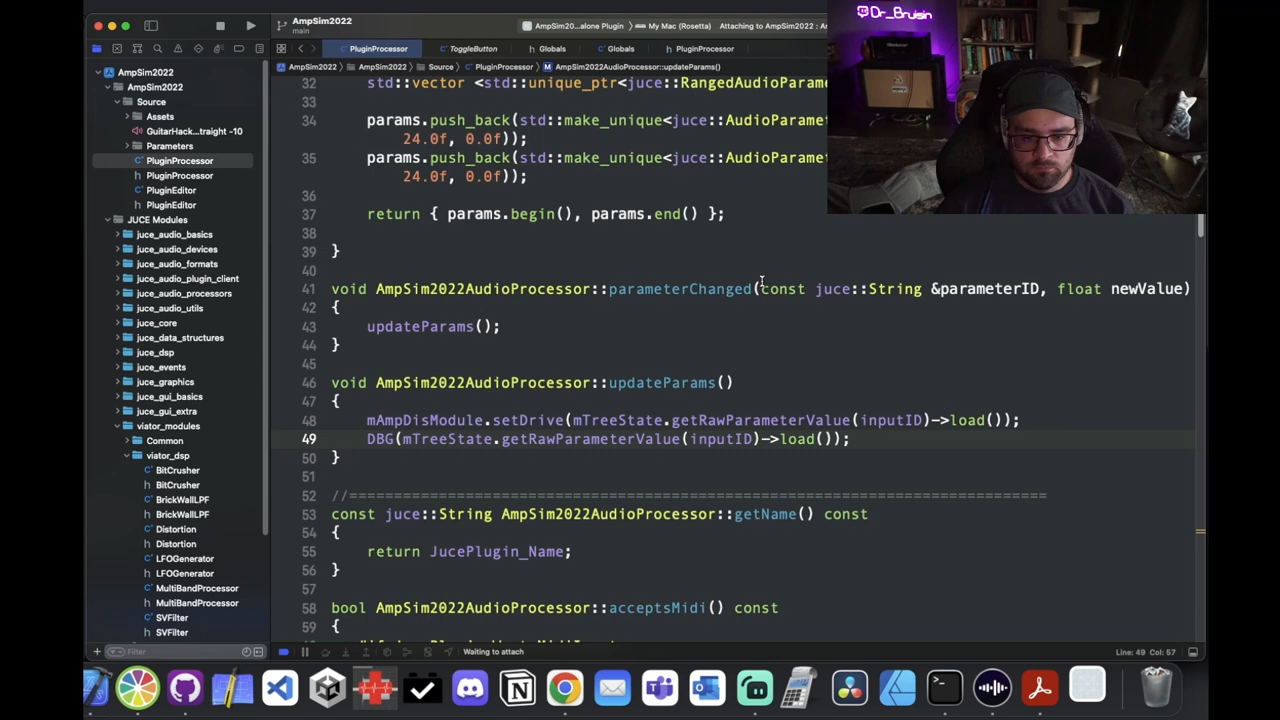 AmpSim2022
main
AmpSim20...alone Plugin
My Mac (Rosetta)
Attaching to AmpSim2022 :
@Dr_Bruisin
PluginProcessor
ToggleButton
Globals
Globals
PluginProcessor
AmpSim2022
AmpSim2022
Source
PluginProcessor
AmpSim2022AudioProcessor::updateParams()
AmpSim2022
AmpSim2022
Source
Assets
GuitarHack...traight -10
Parameters
PluginProcessor
PluginProcessor
PluginEditor
PluginEditor
JUCE Modules
juce_audio_basics
juce_audio_devices
juce_audio_formats
juce_audio_plugin_client
juce_audio_processors
juce_audio_utils
juce_core
juce_data_structures
juce_dsp
juce_events
juce_graphics
juce_gui_basics
juce_gui_extra
viator_modules
Common
viator_dsp
BitCrusher
BitCrusher
BrickWallLPF
BrickWallLPF
Distortion
Distortion
LFOGenerator
LFOGenerator
MultiBandProcessor
MultiBandProcessor
SVFilter
SVFilter
Filter
32 std::vector <std::unique_ptr<juce::RangedAudioParame
33
34 params.push_back(std::make_unique<juce::AudioParamet
24.0f, 0.0f));
35 params.push_back(std::make_unique<juce::AudioParamet
24.0f, 0.0f));
36
37 return { params.begin(), params.end() };
38
39 }
40
41 void AmpSim2022AudioProcessor::parameterChanged(const juce::String &parameterID, float newValue)
42 {
43 updateParams();
44 }
45
46 void AmpSim2022AudioProcessor::updateParams()
47 {
48 mAmpDisModule.setDrive(mTreeState.getRawParameterValue(inputID)->load());
49 DBG(mTreeState.getRawParameterValue(inputID)->load());
50 }
51
52 //==============================================================================
53 const juce::String AmpSim2022AudioProcessor::getName() const
54 {
55 return JucePlugin_Name;
56 }
57
58 bool AmpSim2022AudioProcessor::acceptsMidi() const
59 {
Waiting to attach
Line: 49 Col: 57